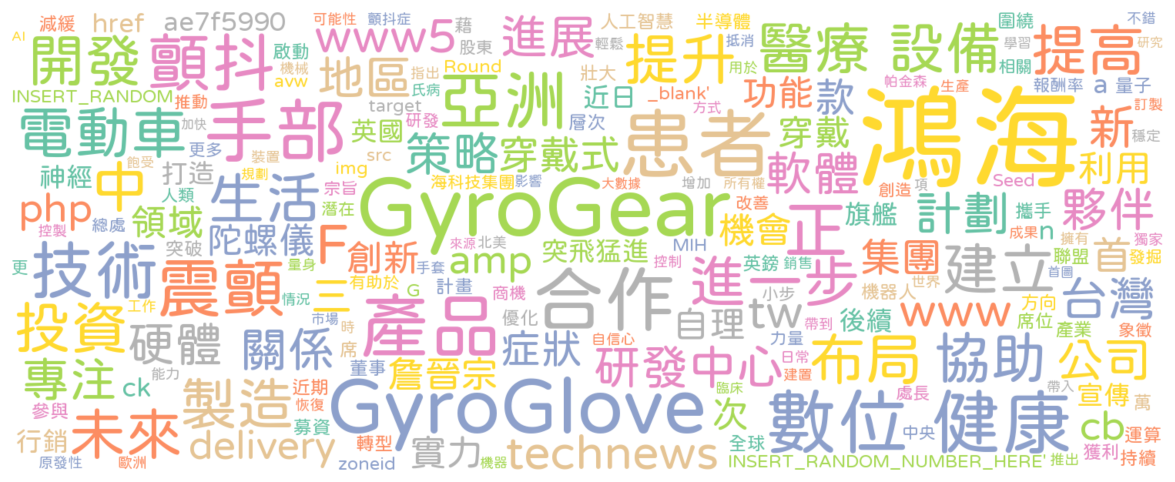 減緩 href ae7f5990 可能性 顫抖症 www5 藉 進展 人工智慧 半導體 圍繞 不錯
AI 開發 顫抖 啟動 股東 輕鬆 提升 抵消 醫療 設備 學習 提高 研究
機械 avw 地區 指出 Round 亞洲 壯大 用於 帕金森 相關
INSERT_RANDOM 推動 氏病 target 近日 _blank' 功能 款 生產 報酬率 a 量子
電動車 加快 手部 英國 研發 層次 方式 患者 穿戴 鴻海 新 訂製
更多 裝置 img src 策略 穿戴式 軟體 利用 穩定
神經 中 飽受 打造 規劃 生活 宗旨 海科技集團 影響 大數據 增加 所有權 創造 項 Seed
php 人類 領域 潛在 GyroGear 改善 旗艦 計劃 攜手 n 夥伴
控製 總處 陀螺儀 F 創新 來源 北美 突飛猛進 MIH 機會 正 成果 擁有 獨家
更 技術 突破 量身 手套 amp 控制 英鎊 銷售 集團 建立 聯盟 首 發掘
震顫 三 有助於 計畫 G 商機 合作 進一步 機器人 世界 首圈 台灣
投資 工作 情況 市場 時 產品 優化 自理 小步 tw 帶到 後續 www 方向 席位 產業
硬體 關係 席 症狀 自信心 力量 布局 協助 象徵
專注 ck 能力 董事 詹晉宗 研發中心 日常 建置 公司
參與 製造 近期 恢復 GyroGlove 次 臨床 處長 數位 健康 帶入 宣傳 萬
行銷 未來 募資 轉型 實力 technews 全球 中央 cb 運算
原發性 歐洲 delivery zoneid 機器 INSERT_RANDOM_NUMBER_HERE' 推出 獲利 持續